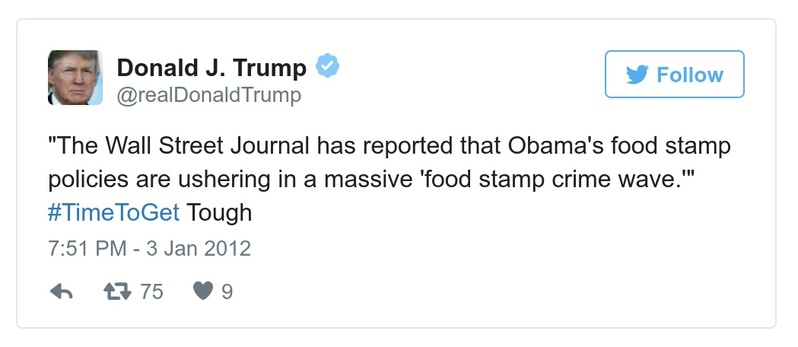 Donald J. Trump
@realDonaldTrump
Follow
"The Wall Street Journal has reported that Obama's food stamp
policies are ushering in a massive 'food stamp crime wave.'"
#TimeToGet Tough
7:51 PM - 3 Jan 2012
75 9